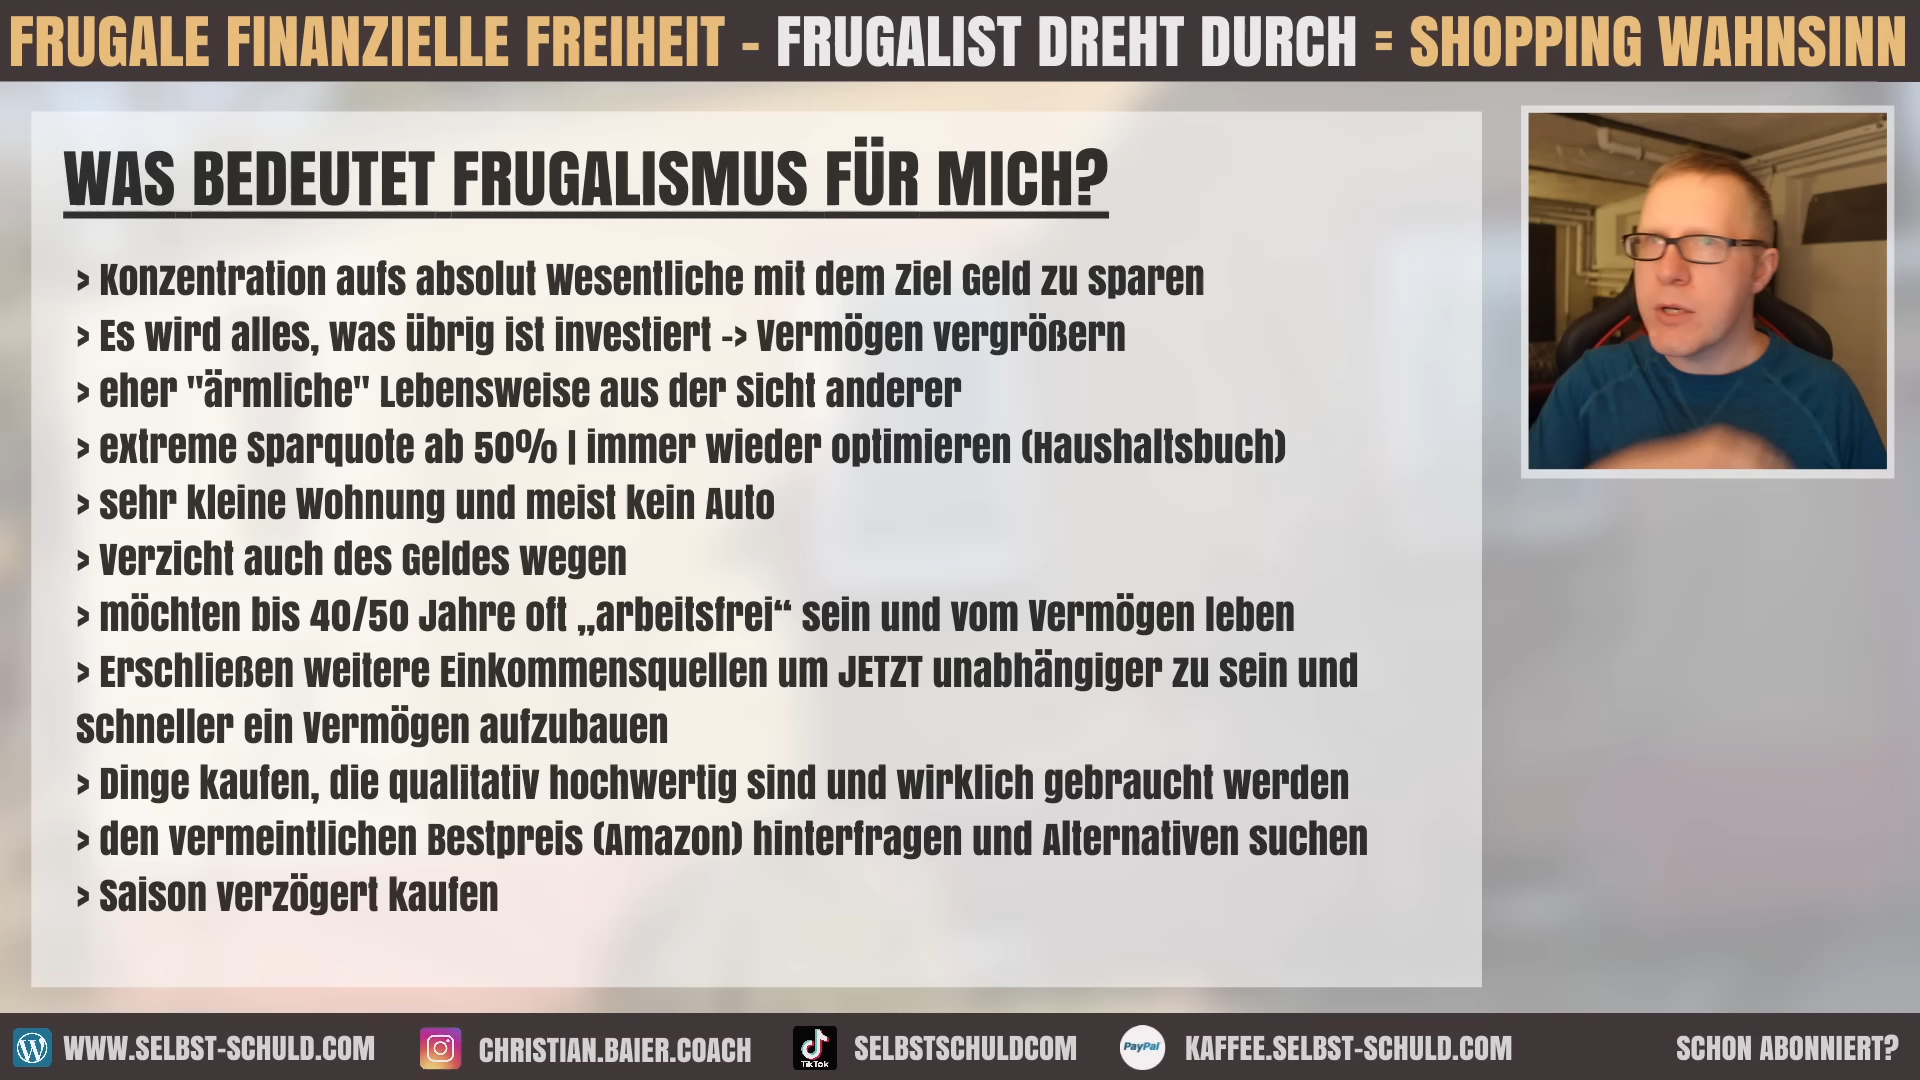 FRUGALE FINANZIELLE FREIHEIT - FRUGALIST DREHT DURCH = SHOPPING WAHNSINN
WAS BEDEUTET FRUGALISMUS FÜR MICH?
> Konzentration aufs absolut Wesentliche mit dem Ziel Geld zu sparen
> Es wird alles, was übrig ist investiert -> Vermögen vergrößern
> eher "ärmliche" Lebensweise aus der Sicht anderer
> extreme Sparquote ab 50% | immer wieder optimieren (Haushaltsbuch)
> sehr kleine Wohnung und meist kein Auto
> Verzicht auch des Geldes wegen
> möchten bis 40/50 Jahre oft „arbeitsfrei“ sein und vom Vermögen leben
> Erschließen weitere Einkommensquellen um JETZT unabhängiger zu sein und
schneller ein Vermögen aufzubauen
> Dinge kaufen, die qualitativ hochwertig sind und wirklich gebraucht werden
> den vermeintlichen Bestpreis (Amazon) hinterfragen und Alternativen suchen
> Saison verzögert kaufen
WWW.SELBST-SCHULD.COM CHRISTIAN.BAIER.COACH TikTok SELBSTSCHULDCOM PayPal KAFFEE.SELBST-SCHULD.COM SCHON ABONNIERT?